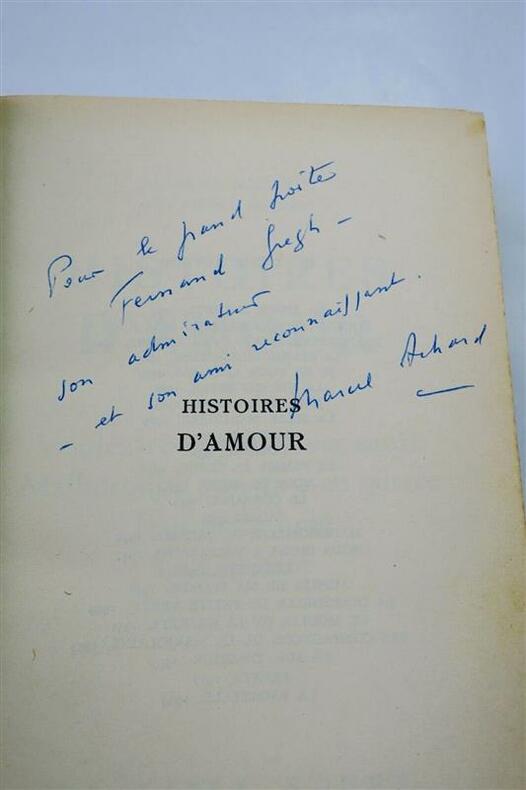 Pour le grand poète
Fernand Gregh –
son admirateur
– et son ami reconnaissant.
Marcel Achard
HISTOIRES
D'AMOUR